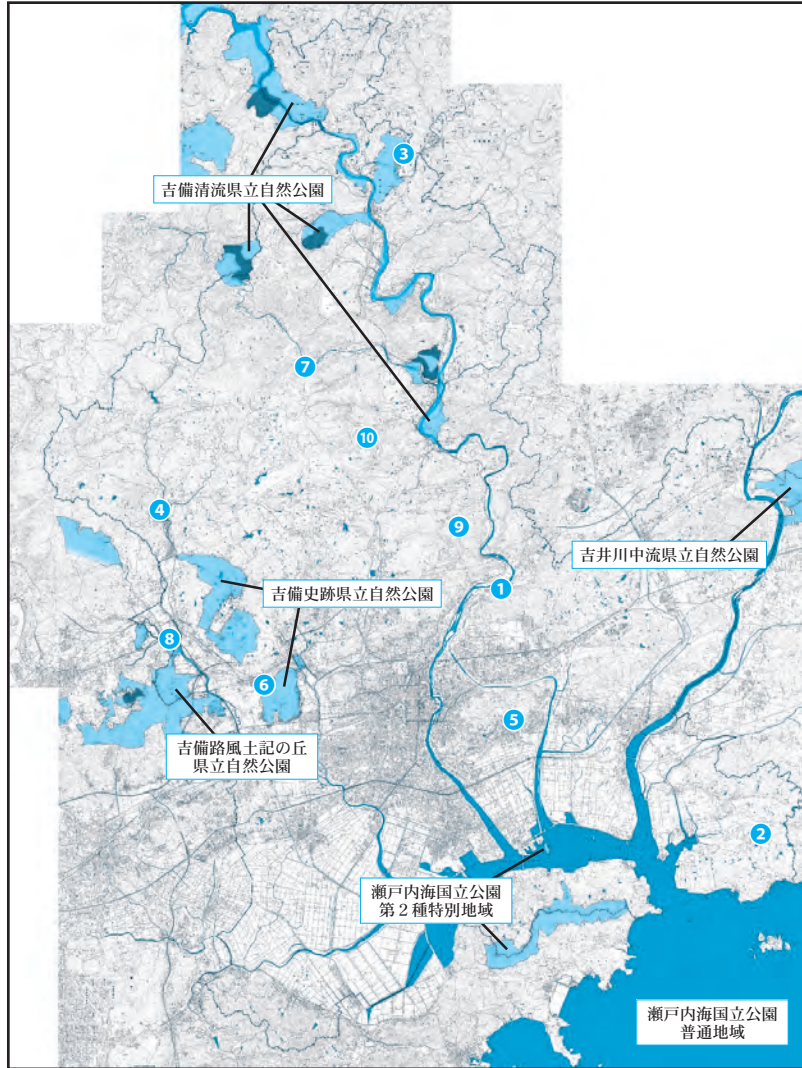 3
吉備清流県立自然公園
7
10
4
9
吉井川中流県立自然公園
1
吉備史跡県立自然公園
8
6
5
吉備路風土記の丘
県立自然公園
2
瀬戸内海国立公園
第2種特別地域
瀬戸内海国立公園
普通地域